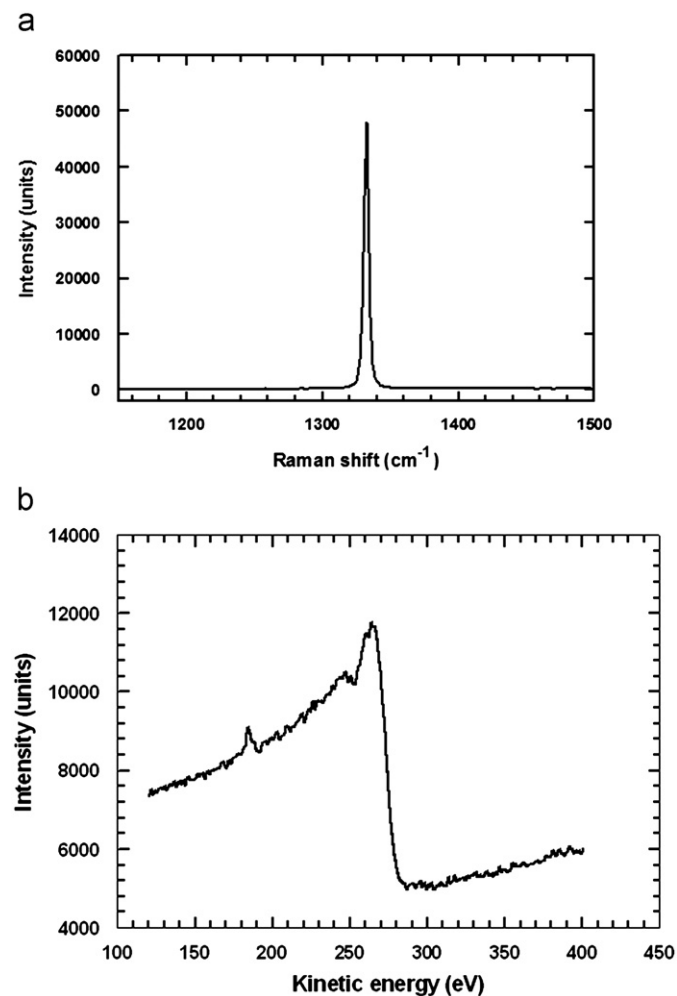 a
60000
50000
40000
30000
20000
10000
0
Intensity (units)
1200 1300 1400 1500
Raman shift (cm-1)
b
14000
12000
10000
8000
6000
4000
Intensity (units)
100 150 200 250 300 350 400 450
Kinetic energy (eV)